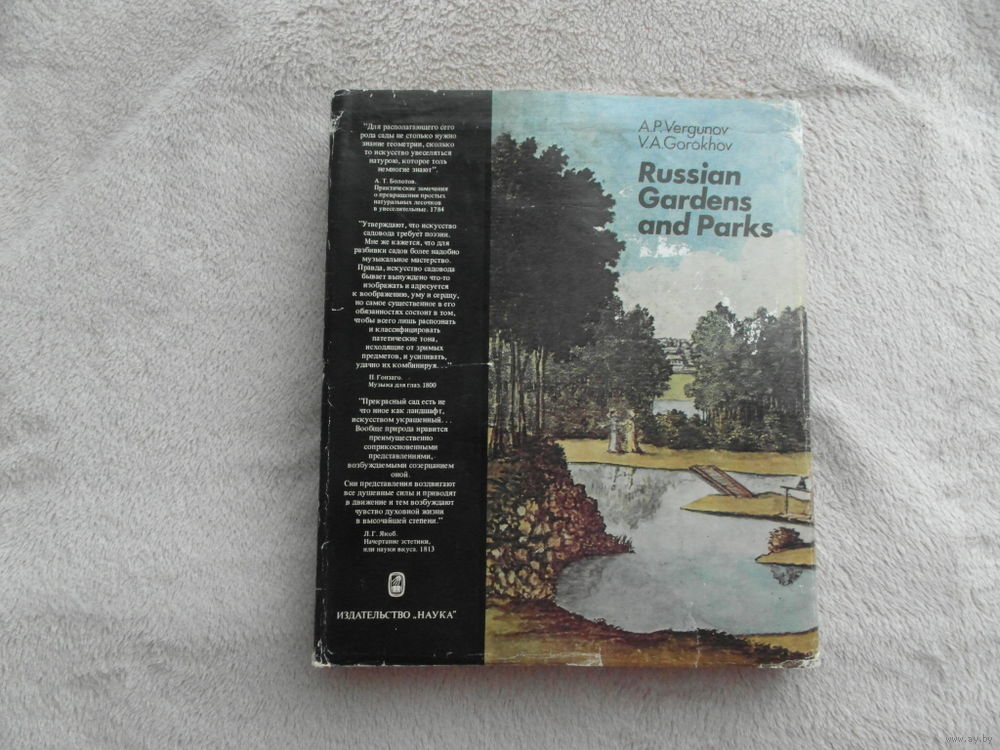 "Для располагающего сего
рода сады не столько нужно
знание геометрии, сколько
то искусство увеселяться
натурою, которое толь
немногие знают".
А. Т. Болотов.
Практические замечания
о превращении простых
натуральных лесочков
в увеселительные. 1784
"Утверждают, что искусство
садовода требует поэзии.
Мне же кажется, что для
разбивки садов более надобно
музыкальное мастерство.
Правда, искусство садовода
бывает вынуждено что-то
изображать и адресуется
к воображению, уму и сердцу,
но самое существенное в его
обязанностях состоит в том,
чтобы всего лишь распознать
и классифицировать
патетические тона,
исходящие от зримых
предметов, и усиливать,
удачно их комбинируя. . ."
П. Гонзаго.
Музыка для глаз. 1800
"Прекрасный сад есть не
что иное как ландшафт,
искусством украшенный. . .
Вообще природа нравится
преимущественно
соприкосновенными
представлениями,
возбуждаемыми созерцанием
оной.
Сии представления воздвигают
все душевные силы и приводят
в движение и тем возбуждают
чувство духовной жизни
в высочайшей степени."
Л. Г. Якоб.
Начертание эстетики,
или науки вкуса. 1813
ИЗДАТЕЛЬСТВО „НАУКА"
A.P.Vergunov
V.A.Gorokhov
Russian
Gardens
and Parks
www.ay.by